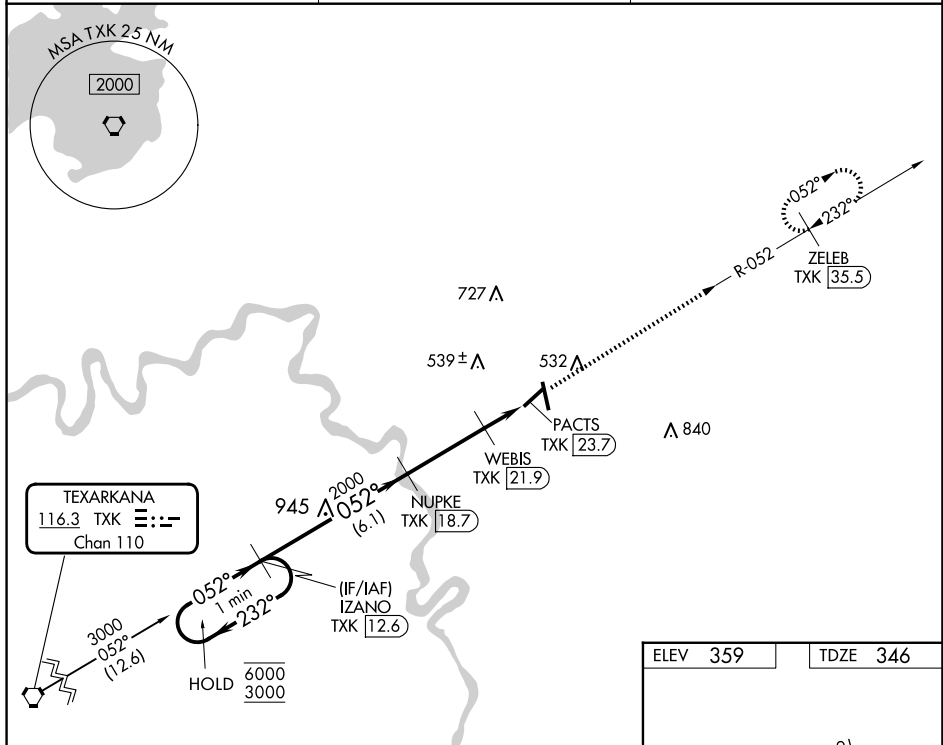 MSA TXK 25 NM
2000
052°
232°
R-052
ZELEB
TXK 35.5
727
539±
532
840
PACTS
TXK 23.7
WEBIS
TXK 21.9
945
2000
052°
(6.1)
NUPKE
TXK 18.7
TEXARKANA
116.3 TXK
Chan 110
052°
1 min
232°
(IF/IAF)
IZANO
TXK 12.6
3000
052°
(12.6)
HOLD 6000
3000
ELEV 359
TDZE 346